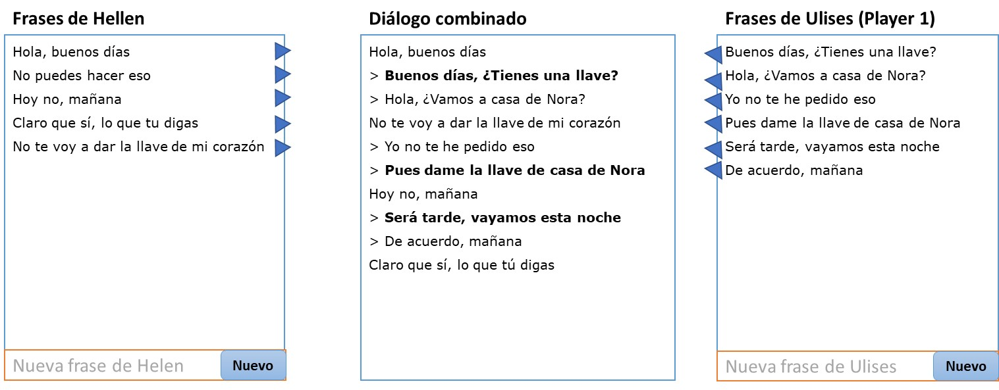 Frases de Hellen
Hola, buenos días
No puedes hacer eso
Hoy no, mañana
Claro que sí, lo que tu digas
No te voy a dar la llave de mi corazón
Nueva frase de Helen
Nuevo
Diálogo combinado
Hola, buenos días
> Buenos días, ¿Tienes una llave?
> Hola, ¿Vamos a casa de Nora?
No te voy a dar la llave de mi corazón
> Yo no te he pedido eso
> Pues dame la llave de casa de Nora
Hoy no, mañana
> Será tarde, vayamos esta noche
> De acuerdo, mañana
Claro que sí, lo que tú digas
Frases de Ulises (Player 1)
Buenos días, ¿Tienes una llave?
Hola, ¿Vamos a casa de Nora?
Yo no te he pedido eso
Pues dame la llave de casa de Nora
Será tarde, vayamos esta noche
De acuerdo, mañana
Nueva frase de Ulises
Nuevo